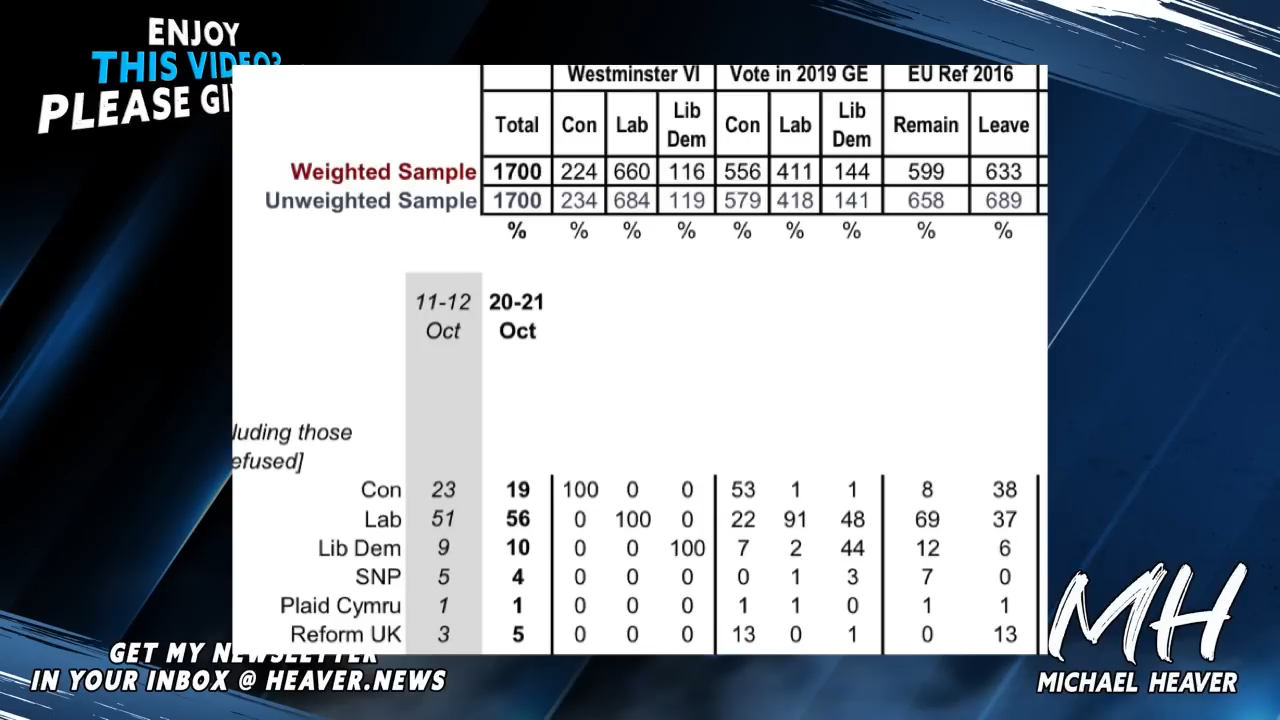 ENJOY
THIS VIDEO?
PLEASE
Westminster VI Vote in 2019 GE EU Ref 2016
Total Con Lab Lib Dem Con Lab Lib Dem Remain Leave
Weighted Sample 1700 224 660 116 556 411 144 599 633
Unweighted Sample 1700 234 684 119 579 418 141 658 689
% % % % % % % % %
11-12 20-21
Oct Oct
those
Con 23 19 100 0 0 53 1 1 8 38
Lab 51 56 0 100 0 22 91 48 69 37
Lib Dem 9 10 0 0 100 7 2 44 12 6
SNP 5 4 0 0 0 0 1 3 7 0
Plaid Cymru 1 1 0 0 0 1 1 0 1 1
Reform UK 3 5 0 0 0 13 0 1 0 13
GET MY NEWSLETTER
IN YOUR INBOX @ HEAVER.NEWS
MH
MICHAEL HEAVER